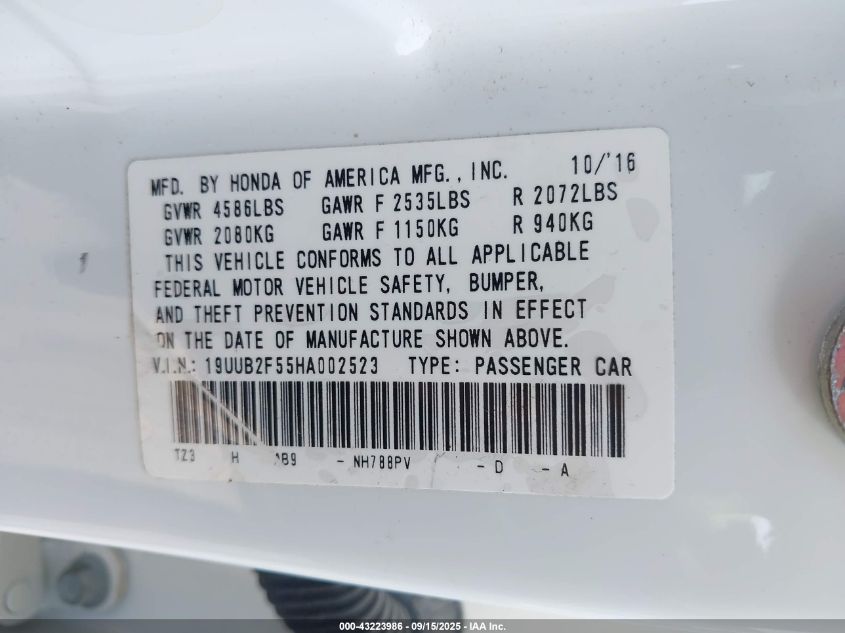 MFD. BY HONDA OF AMERICA MFG., INC. 10/'16
GVWR 4586LBS GAWR F 2535LBS R 2072LBS
GVWR 2080KG GAWR F 1150KG R 940KG
THIS VEHICLE CONFORMS TO ALL APPLICABLE
FEDERAL MOTOR VEHICLE SAFETY, BUMPER,
AND THEFT PREVENTION STANDARDS IN EFFECT
ON THE DATE OF MANUFACTURE SHOWN ABOVE.
V.I.N.: 19UUB2F55HA002523 TYPE: PASSENGER CAR
TZ3 H - NH788PV - D - A
000-43223986 - 09/15/2025 - IAA Inc.